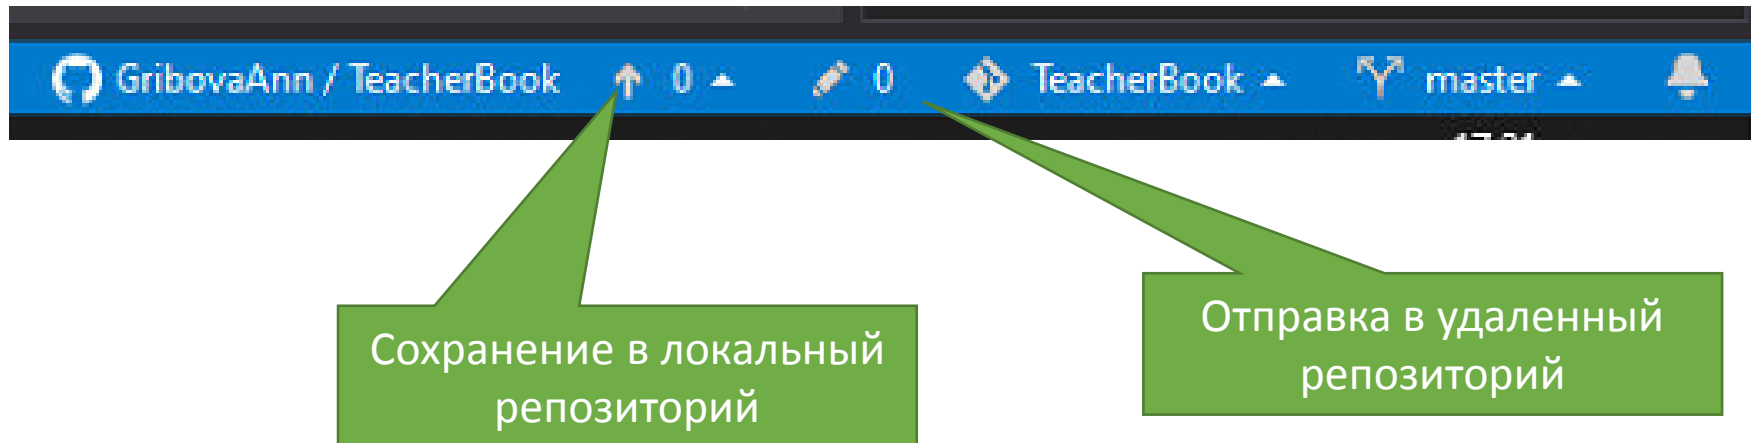 GribovaAnn / TeacherBook 0 0 TeacherBook master
Сохранение в локальный
репозиторий
Отправка в удаленный
репозиторий